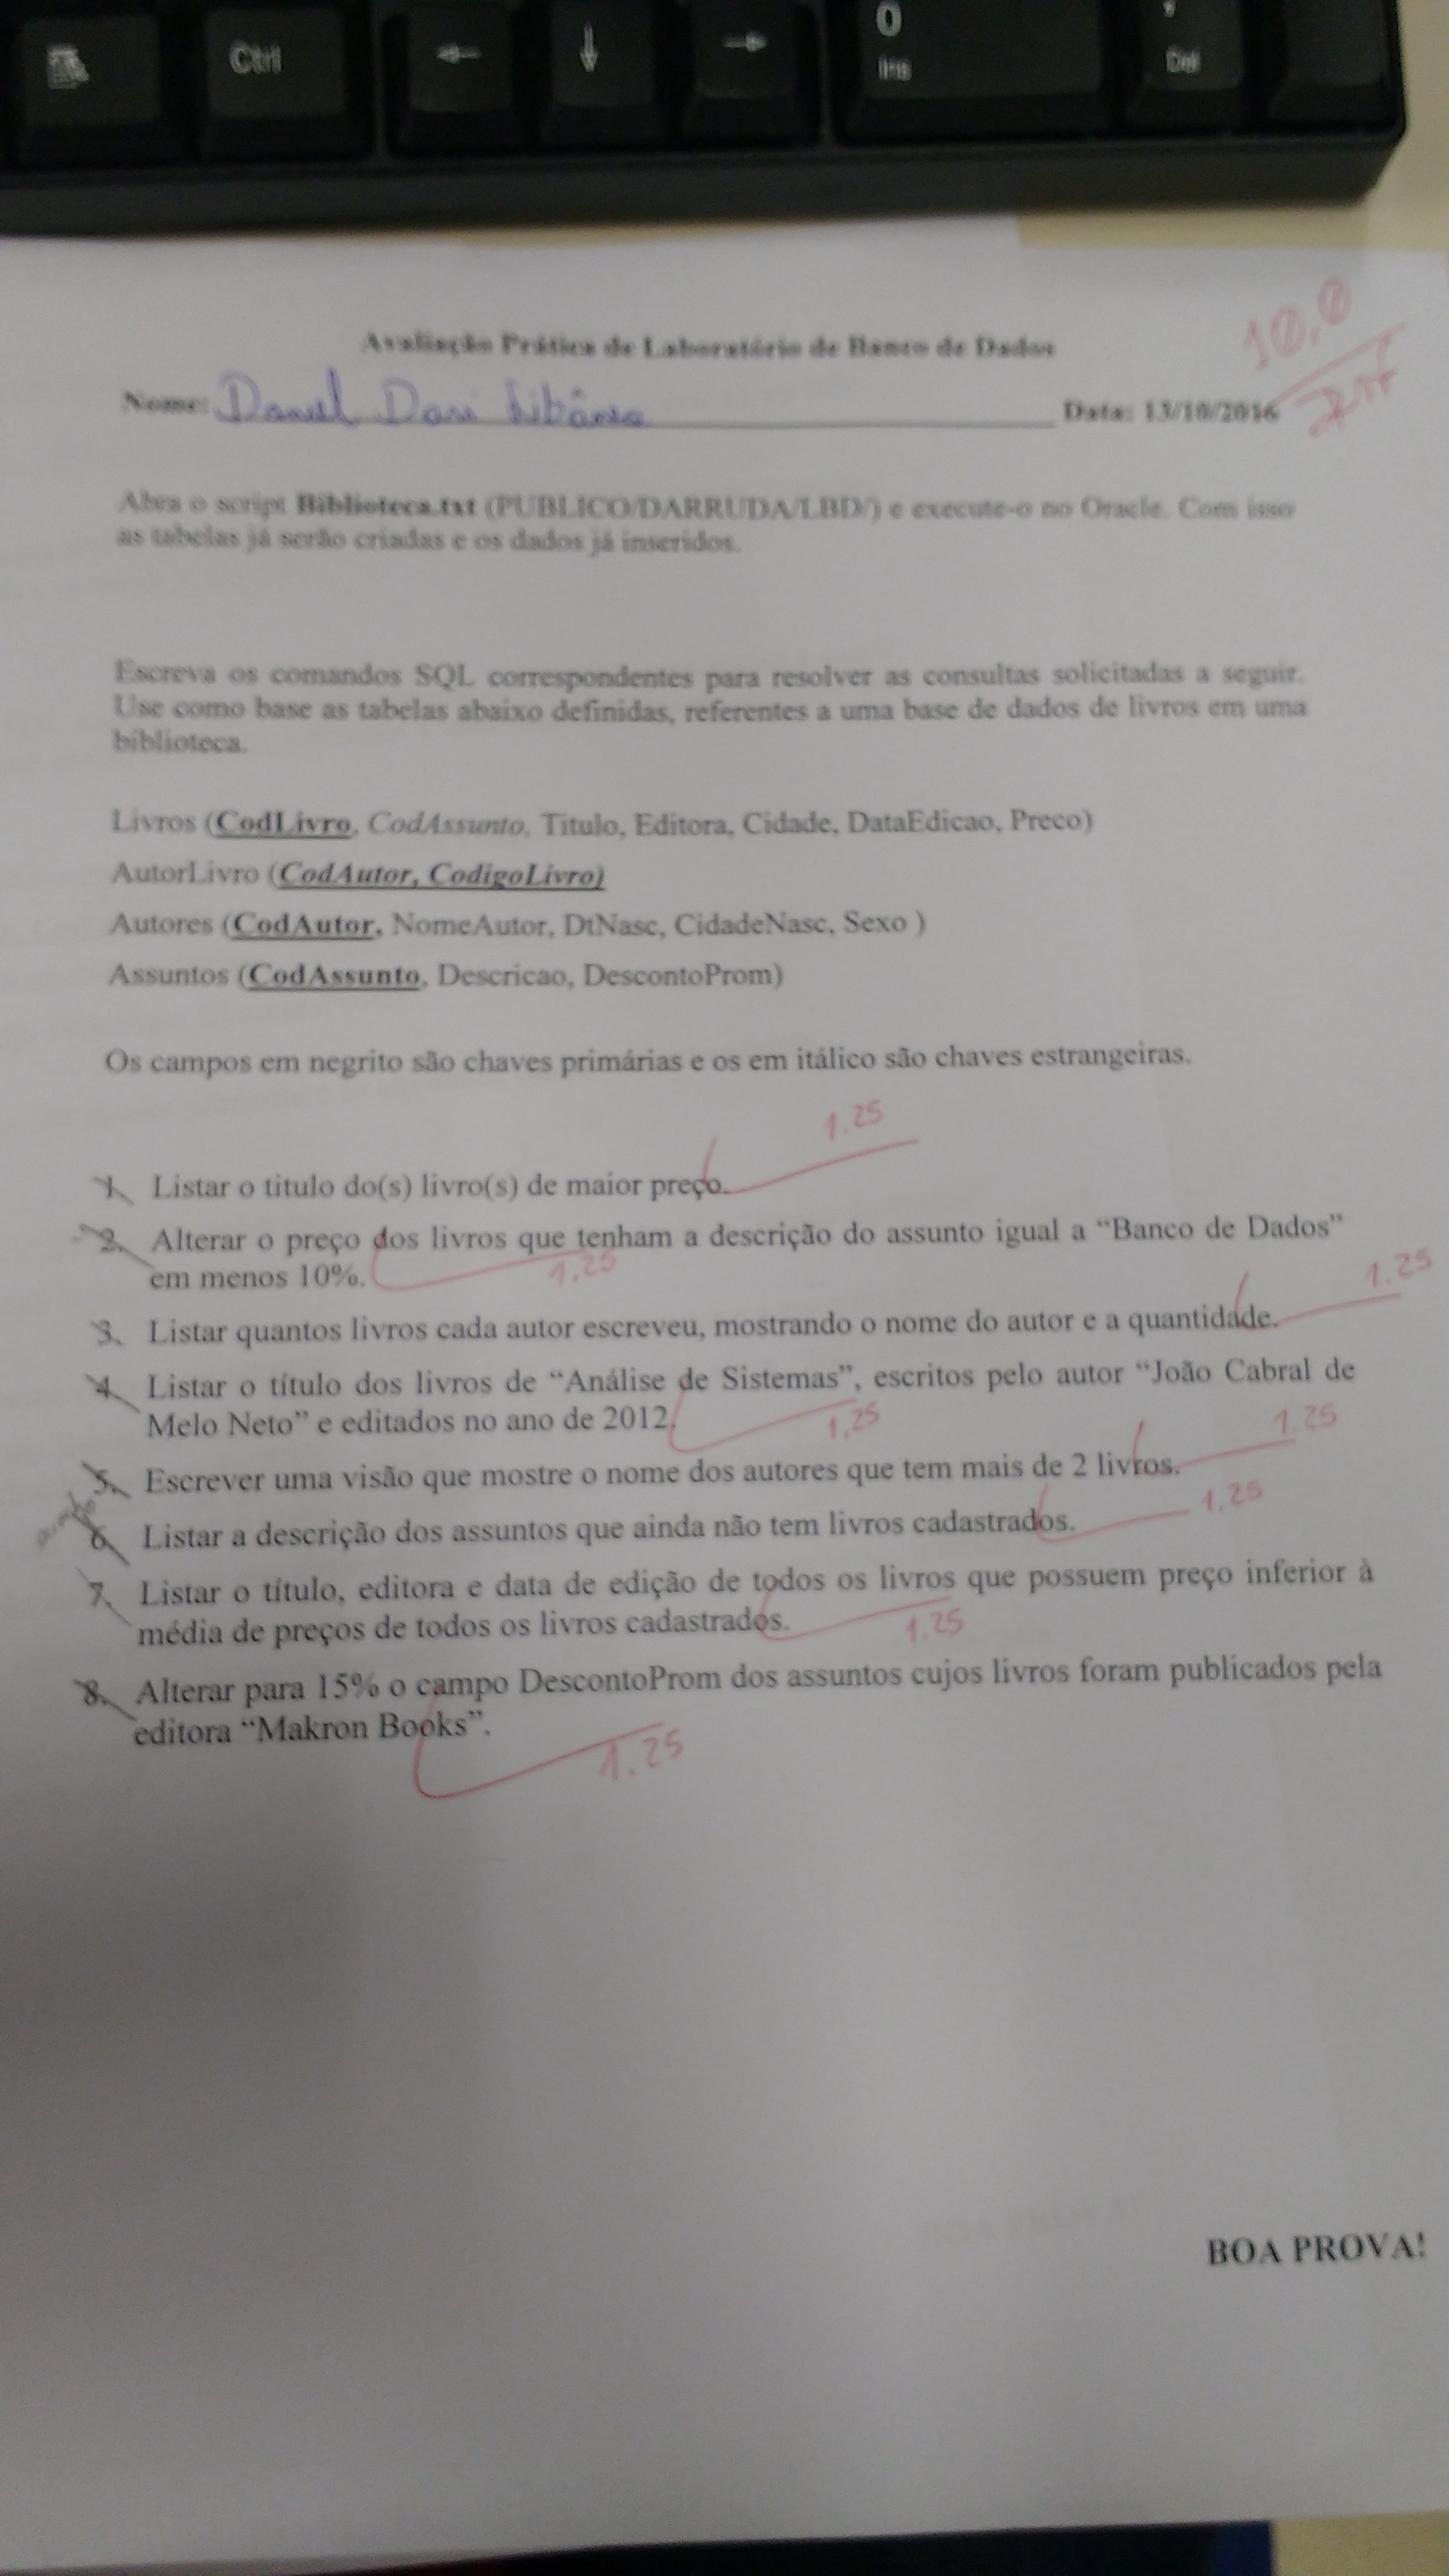 Ctrl
0
Ins
,
Del
Avaliação Prática de Laboratório de Banco de Dados
10,0
Nome: Daniel Data: 13/10/2016
Abra o script Biblioteca.txt (PUBLICO/DARRUDA/LBD/) e execute-o no Oracle. Com isso
as tabelas já serão criadas e os dados já inseridos.
Escreva os comandos SQL correspondentes para resolver as consultas solicitadas a seguir.
Use como base as tabelas abaixo definidas, referentes a uma base de dados de livros em uma
biblioteca.
Livros (CodLivro, CodAssunto, Titulo, Editora, Cidade, DataEdicao, Preco)
AutorLivro (CodAutor, CodigoLivro)
Autores (CodAutor, NomeAutor, DtNasc, CidadeNasc, Sexo )
Assuntos (CodAssunto, Descricao, DescontoProm)
Os campos em negrito são chaves primárias e os em itálico são chaves estrangeiras.
1. Listar o titulo do(s) livro(s) de maior preço. 1.25
2. Alterar o preço dos livros que tenham a descrição do assunto igual a “Banco de Dados”
em menos 10%. 1,25
3. Listar quantos livros cada autor escreveu, mostrando o nome do autor e a quantidade. 1.25
4. Listar o título dos livros de “Análise de Sistemas”, escritos pelo autor “João Cabral de
Melo Neto” e editados no ano de 2012. 1,25
5. Escrever uma visão que mostre o nome dos autores que tem mais de 2 livros. 1.25
6. Listar a descrição dos assuntos que ainda não tem livros cadastrados. 1,25
7. Listar o título, editora e data de edição de todos os livros que possuem preço inferior à
média de preços de todos os livros cadastrados. 1.25
8. Alterar para 15% o campo DescontoProm dos assuntos cujos livros foram publicados pela
editora “Makron Books”. 1.25
BOA PROVA!